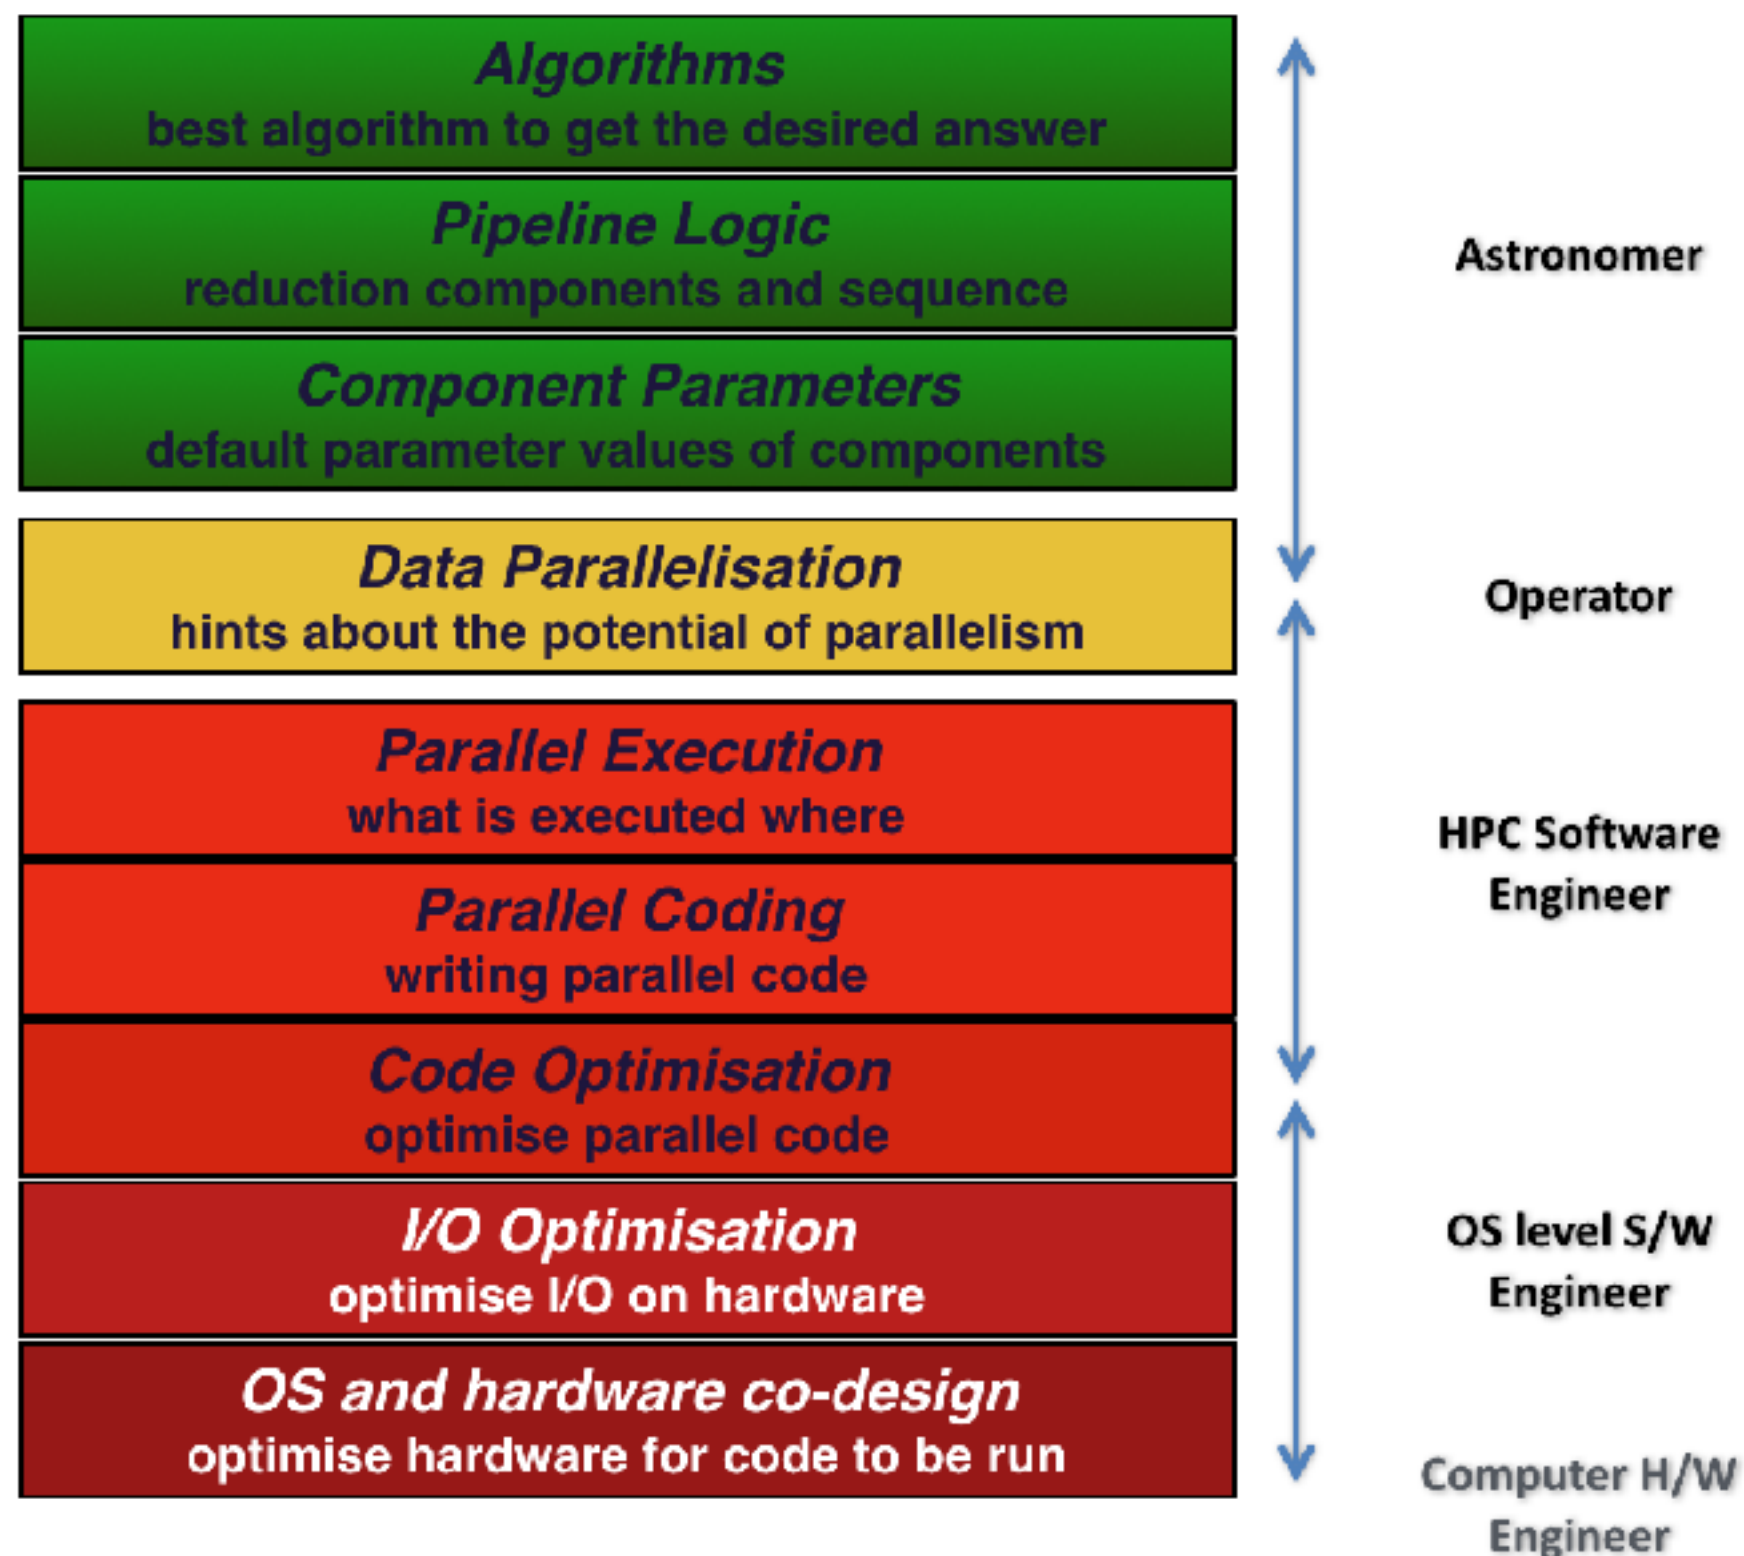 Algorithms
best algorithm to get the desired answer
Pipeline Logic
reduction components and sequence
Component Parameters
default parameter values of components
Data Parallelisation
hints about the potential of parallelism
Parallel Execution
what is executed where
Parallel Coding
writing parallel code
Code Optimisation
optimise parallel code
I/O Optimisation
optimise I/O on hardware
OS and hardware co-design
optimise hardware for code to be run
Astronomer
Operator
HPC Software
Engineer
OS level S/W
Engineer
Computer H/W
Engineer